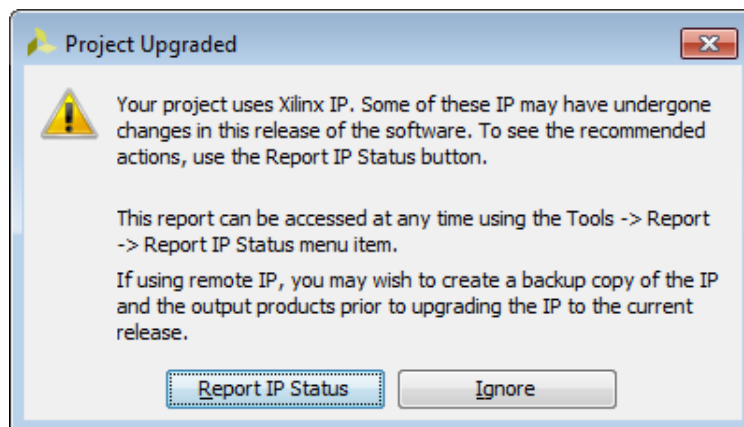 Project Upgraded
Your project uses Xilinx IP. Some of these IP may have undergone
changes in this release of the software. To see the recommended
actions, use the Report IP Status button.
This report can be accessed at any time using the Tools -> Report
-> Report IP Status menu item.
If using remote IP, you may wish to create a backup copy of the IP
and the output products prior to upgrading the IP to the current
release.
Report IP Status
Ignore